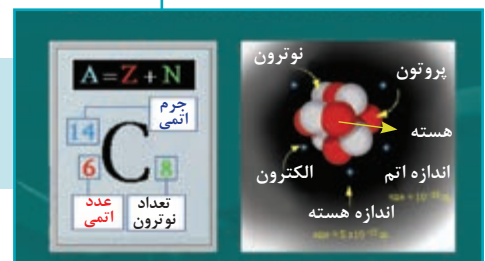 A=Z+N
جرم
اتمی
14
C
6
8
عدد
اتمی
تعداد
نوترون
نوترون
پروتون
هسته
الکترون
اندازه اتم
اندازه هسته